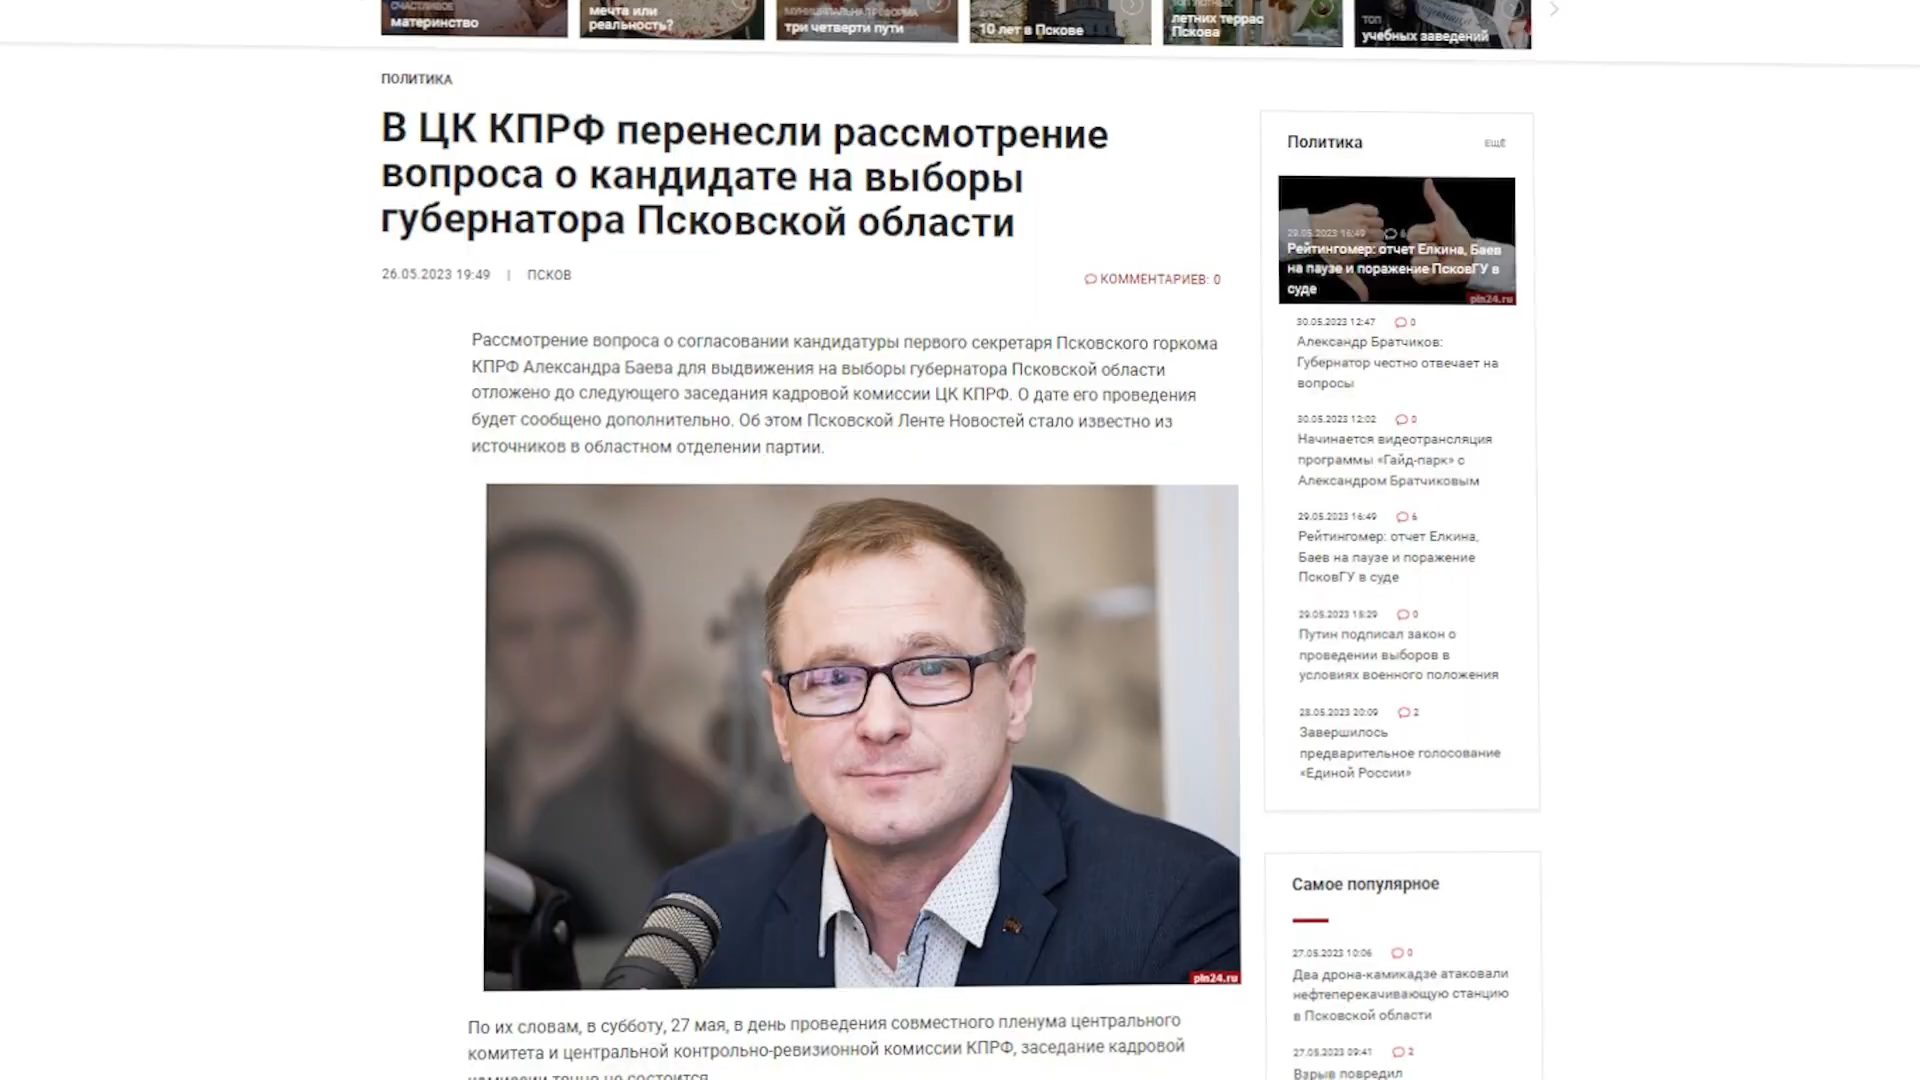 СЧАСТЛИВОЕ
материнство
мечта или
реальность?
МУНИЦИПАЛЬНАЯ РЕФОРМА
три четверти пути
10 лет в Пскове
летних террас
Пскова
ТОП
учебных заведений
ПОЛИТИКА
В ЦК КПРФ перенесли рассмотрение
вопроса о кандидате на выборы
губернатора Псковской области
26.05.2023 19:49 | ПСКОВ
КОММЕНТАРИЕВ: 0
Рассмотрение вопроса о согласовании кандидатуры первого секретаря Псковского горкома
КПРФ Александра Баева для выдвижения на выборы губернатора Псковской области
отложено до следующего заседания кадровой комиссии ЦК КПРФ. О дате его проведения
будет сообщено дополнительно. Об этом Псковской Ленте Новостей стало известно из
источников в областном отделении партии.
pln24.ru
По их словам, в субботу, 27 мая, в день проведения совместного пленума центрального
комитета и центральной контрольно-ревизионной комиссии КПРФ, заседание кадровой
комиссии точно не состоится.
Политика
ЕЩЁ
29.05.2023 16:49 6
Рейтингомер: отчет Елкина, Баев
на паузе и поражение ПсковГУ в
суде
pln24.ru
30.05.2023 12:47 0
Александр Братчиков:
Губернатор честно отвечает на
вопросы
30.05.2023 12:02 0
Начинается видеотрансляция
программы «Гайд-парк» с
Александром Братчиковым
29.05.2023 16:49 6
Рейтингомер: отчет Елкина,
Баев на паузе и поражение
ПсковГУ в суде
29.05.2023 15:29 0
Путин подписал закон о
проведении выборов в
условиях военного положения
28.05.2023 20:09 2
Завершилось
предварительное голосование
«Единой России»
Самое популярное
27.05.2023 10:06 0
Два дрона-камикадзе атаковали
нефтеперекачивающую станцию
в Псковской области
27.05.2023 09:41 2
Взрыв повредил